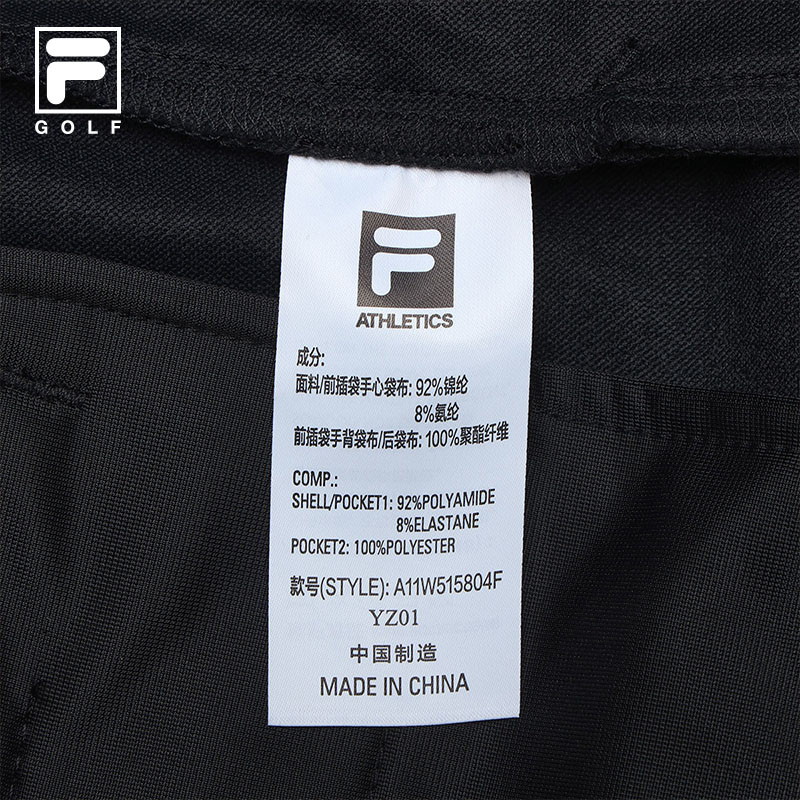 F
GOLF
F
ATHLETICS
成分:
面料/前插袋手心袋布: 92%锦纶
8%氨纶
前插袋手背袋布/后袋布: 100%聚酯纤维
COMP.:
SHELL/POCKET1: 92%POLYAMIDE
8%ELASTANE
POCKET2: 100%POLYESTER
款号(STYLE): A11W515804F
YZ01
中国制造
MADE IN CHINA